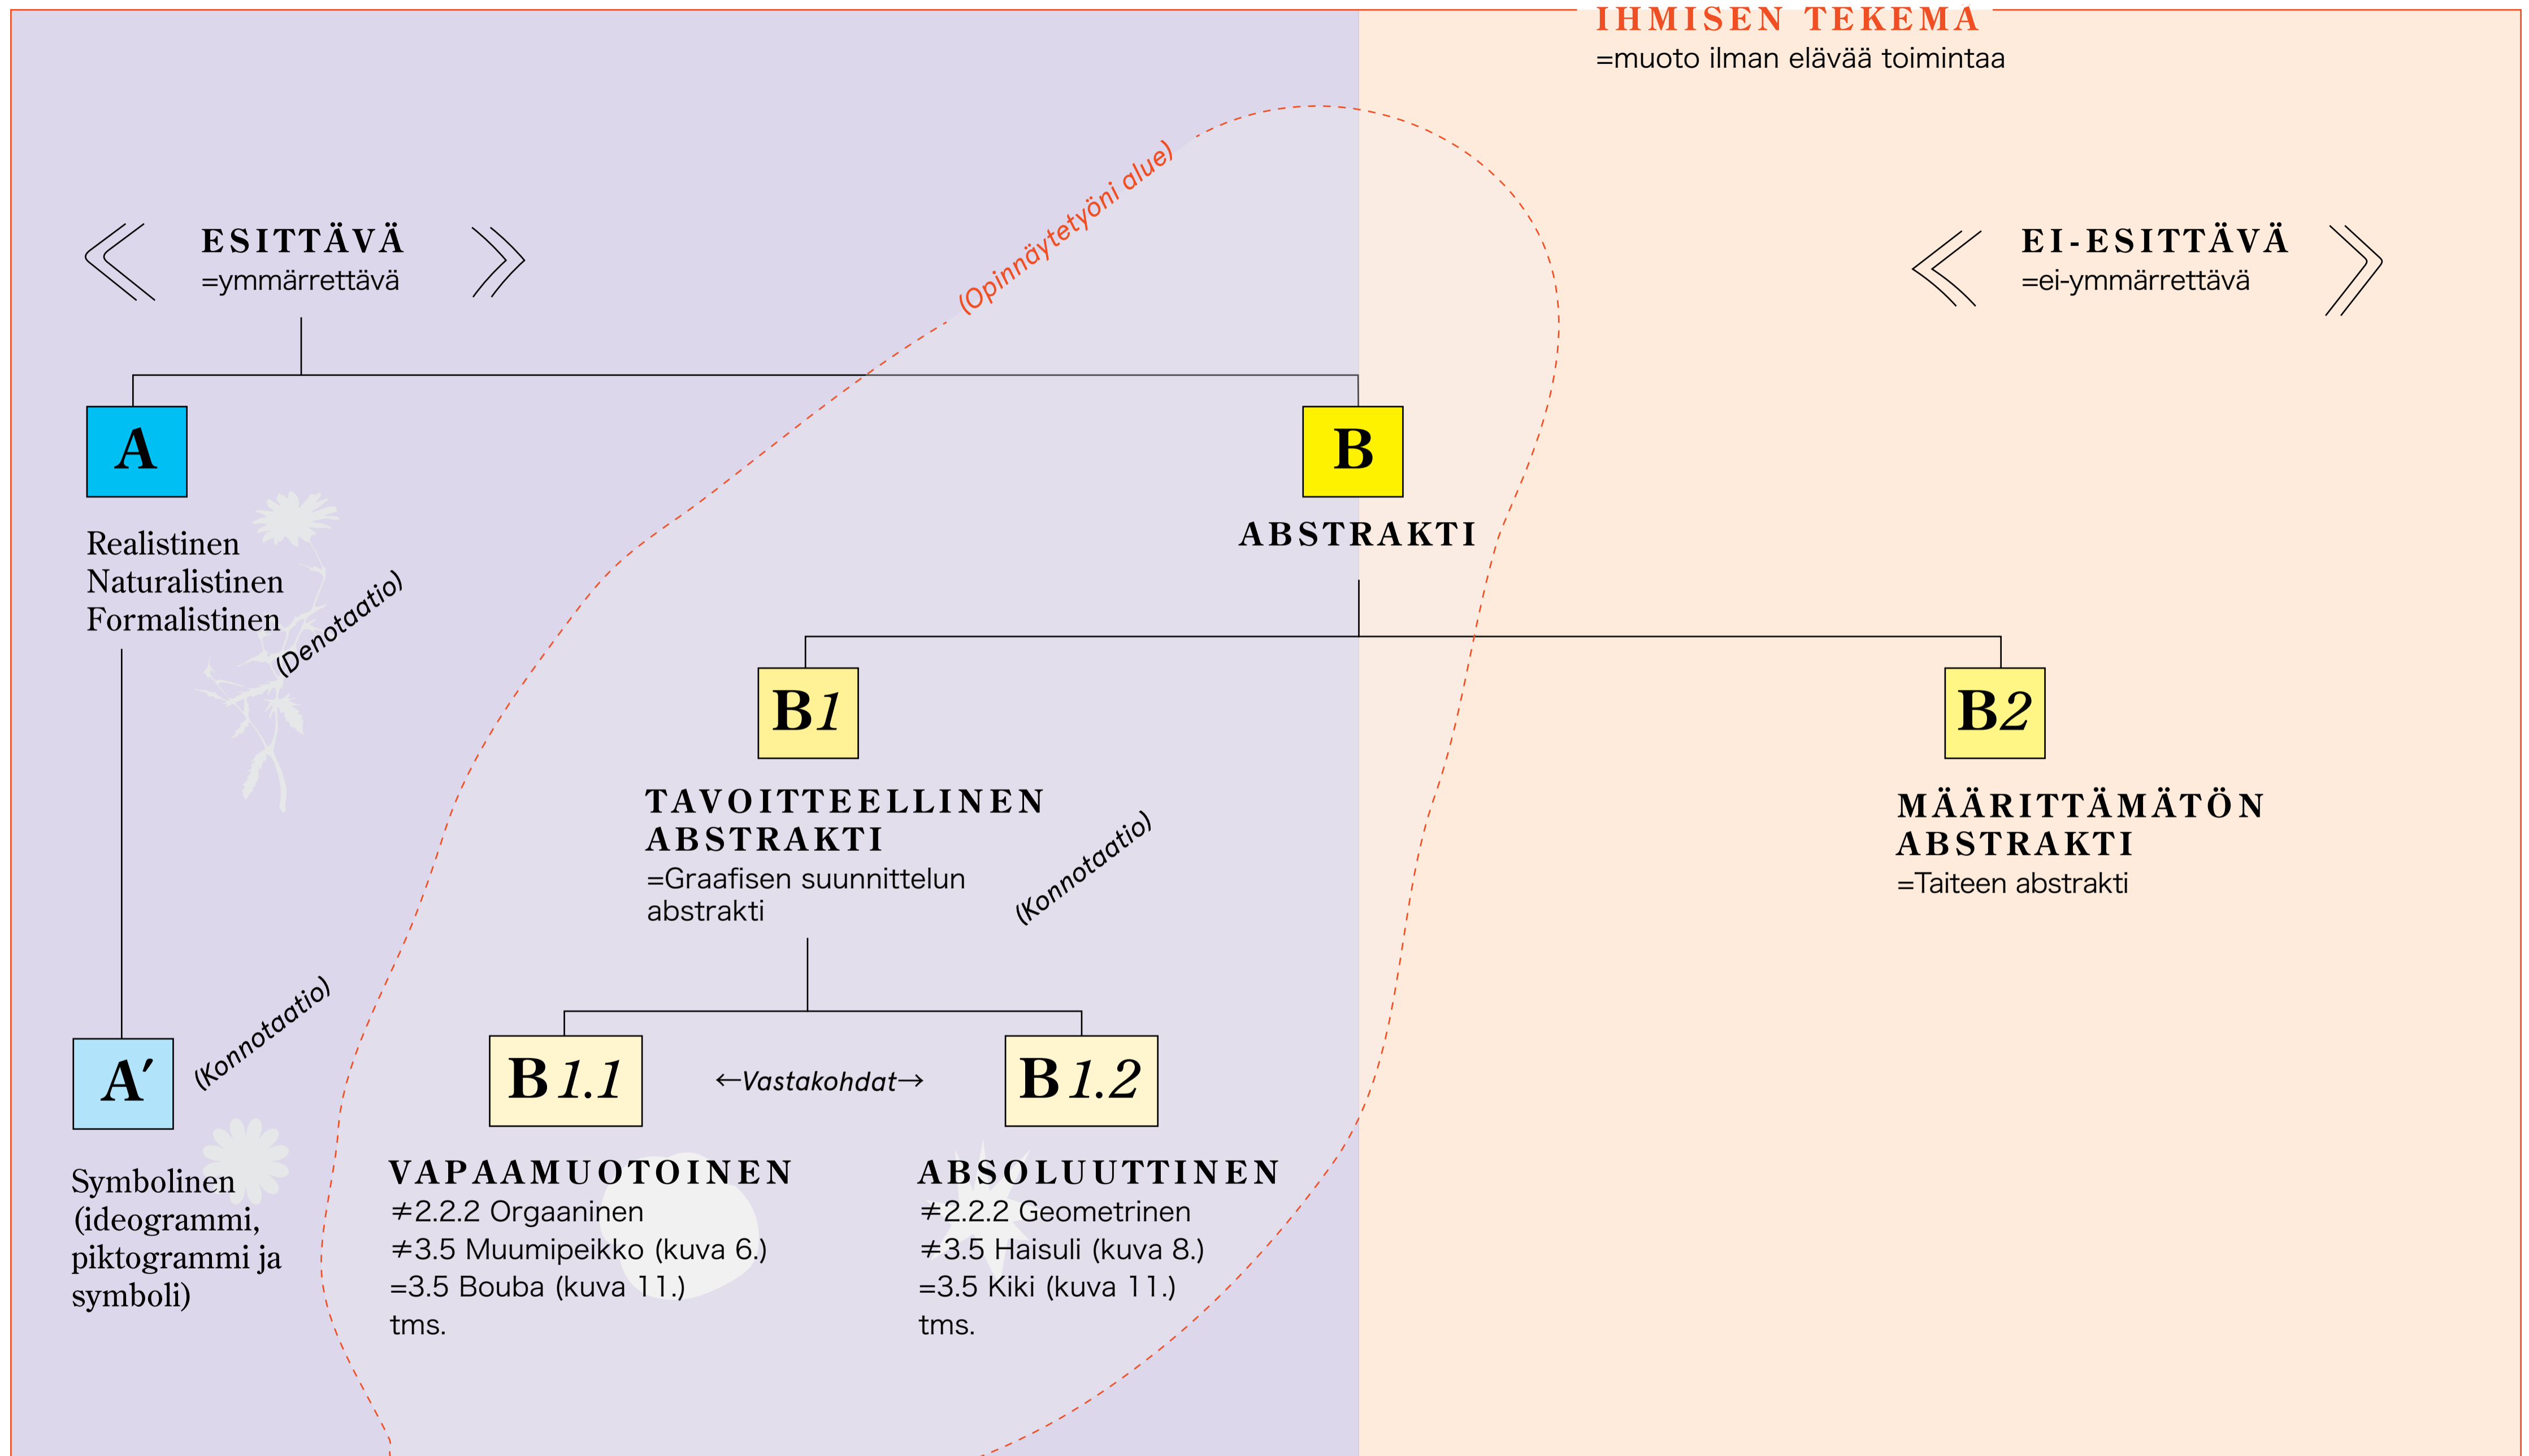 IHMISEN TEKEMÄ
=muoto ilman elävää toimintaa
(Opinnäytetyöni alue)
ESITTÄVÄ
=ymmärrettävä
EI-ESITTÄVÄ
=ei-ymmärrettävä
A
B
Realistinen
Naturalistinen
Formalistinen
(Denotaatio)
ABSTRAKTI
B1
B2
TAVOITTEELLINEN
ABSTRAKTI
=Graafisen suunnittelun
abstrakti
(Konnotaatio)
MÄÄRITTÄMÄTÖN
ABSTRAKTI
=Taiteen abstrakti
A′
(Konnotaatio)
B 1.1
←Vastakohdat→
B 1.2
Symbolinen
(ideogrammi,
piktogrammi ja
symboli)
VAPAAMUOTOINEN
≠2.2.2 Orgaaninen
≠3.5 Muumipeikko (kuva 6.)
=3.5 Bouba (kuva 11.)
tms.
ABSOLUUTTINEN
≠2.2.2 Geometrinen
≠3.5 Haisuli (kuva 8.)
=3.5 Kiki (kuva 11.)
tms.